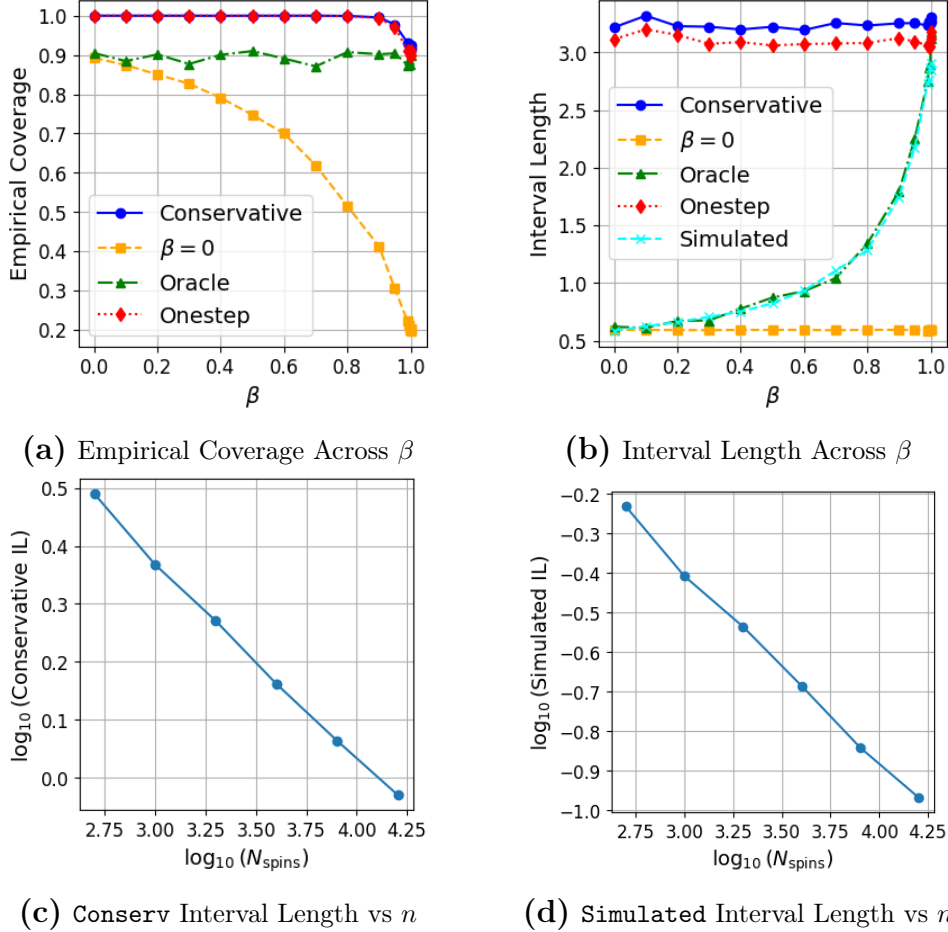 Empirical Coverage
1.0
0.9
0.8
0.7
0.6
0.5
0.4
0.3
0.2
Conservative
β = 0
Oracle
Onestep
0.0 0.2 0.4 0.6 0.8 1.0
β
(a) Empirical Coverage Across β
Interval Length
3.0
2.5
2.0
1.5
1.0
0.5
Conservative
β = 0
Oracle
Onestep
Simulated
0.0 0.2 0.4 0.6 0.8 1.0
β
(b) Interval Length Across β
log₁₀ (Conservative IL)
0.5
0.4
0.3
0.2
0.1
0.0
2.75 3.00 3.25 3.50 3.75 4.00 4.25
log₁₀ (N_spins)
(c) Conserv Interval Length vs n
log₁₀ (Simulated IL)
−0.2
−0.3
−0.4
−0.5
−0.6
−0.7
−0.8
−0.9
−1.0
2.75 3.00 3.25 3.50 3.75 4.00 4.25
log₁₀ (N_spins)
(d) Simulated Interval Length vs n